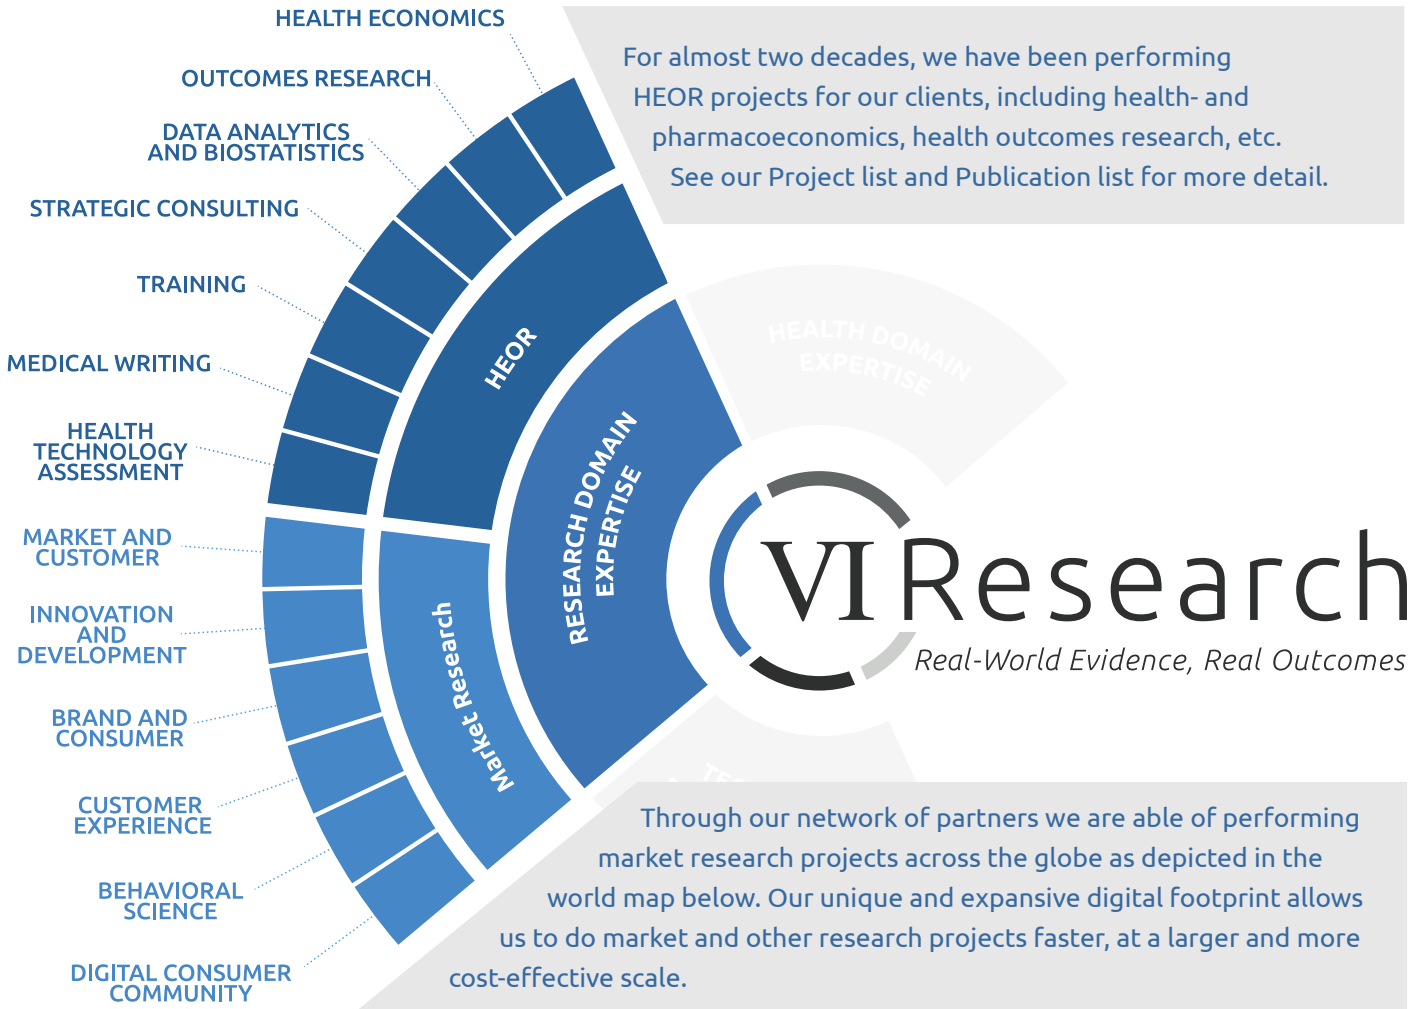 HEALTH ECONOMICS
OUTCOMES RESEARCH
DATA ANALYTICS
AND BIOSTATISTICS
STRATEGIC CONSULTING
TRAINING
MEDICAL WRITING
HEALTH
TECHNOLOGY
ASSESSMENT
MARKET AND
CUSTOMER
INNOVATION
AND
DEVELOPMENT
BRAND AND
CONSUMER
CUSTOMER
EXPERIENCE
BEHAVIORAL
SCIENCE
DIGITAL CONSUMER
COMMUNITY
HEOR
Market Research
RESEARCH DOMAIN
EXPERTISE
For almost two decades, we have been performing
HEOR projects for our clients, including health- and
pharmacoeconomics, health outcomes research, etc.
See our Project list and Publication list for more detail.
HEALTH DOMAIN
EXPERTISE
VI Research
Real-World Evidence, Real Outcomes
Through our network of partners we are able of performing
market research projects across the globe as depicted in the
world map below. Our unique and expansive digital footprint allows
us to do market and other research projects faster, at a larger and more
cost-effective scale.